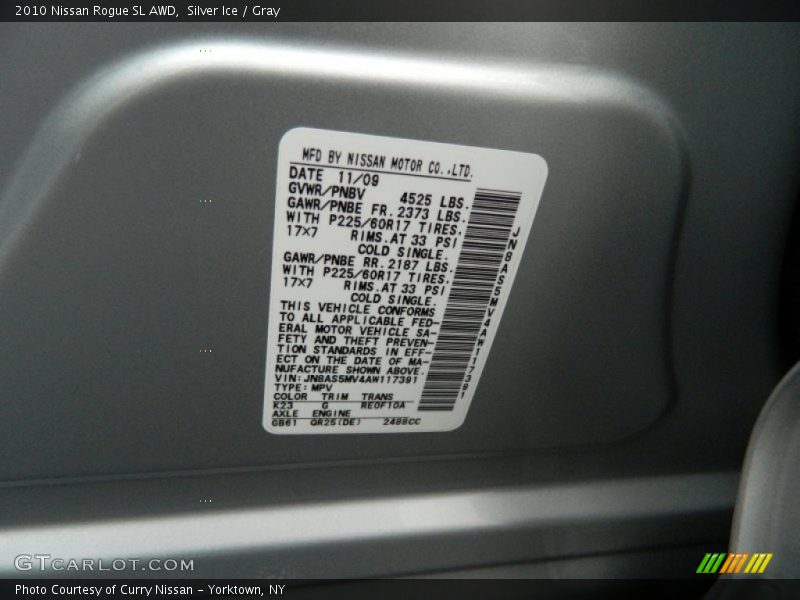 2010 Nissan Rogue SL AWD, Silver Ice / Gray
MFD BY NISSAN MOTOR CO.,LTD.
DATE 11/09
GVWR/PNBV 4525 LBS.
GAWR/PNBE FR. 2373 LBS.
WITH P225/60R17 TIRES.
17X7 RIMS.AT 33 PSI
COLD SINGLE.
GAWR/PNBE RR. 2187 LBS.
WITH P225/60R17 TIRES.
17X7 RIMS.AT 33 PSI
COLD SINGLE.
THIS VEHICLE CONFORMS
TO ALL APPLICABLE FED-
ERAL MOTOR VEHICLE SA-
FETY AND THEFT PREVEN-
TION STANDARDS IN EFF-
ECT ON THE DATE OF MA-
NUFACTURE SHOWN ABOVE.
VIN:JN8AS5MV4AW117391
TYPE:MPV
COLOR TRIM TRANS
K23 G RE0F10A
AXLE ENGINE
GB61 QR25(DE) 2488CC
JN8AS5MV4AW117391
GTCARLOT.COM
Photo Courtesy of Curry Nissan - Yorktown, NY